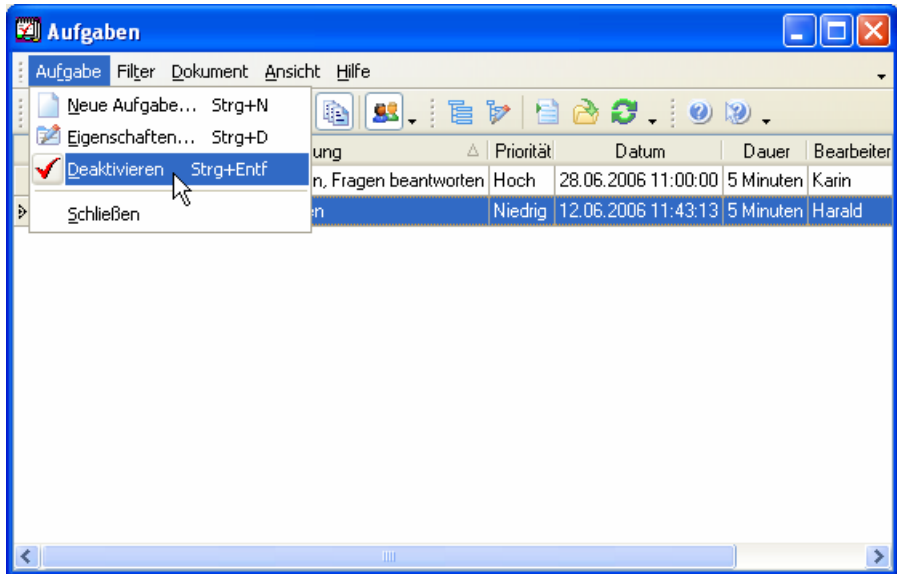 Aufgaben
Aufgabe Filter Dokument Ansicht Hilfe
Neue Aufgabe... Strg+N
Eigenschaften... Strg+D
Deaktivieren Strg+Entf
Schließen
ung Priorität Datum Dauer Bearbeiter
n, Fragen beantworten Hoch 28.06.2006 11:00:00 5 Minuten Karin
en Niedrig 12.06.2006 11:43:13 5 Minuten Harald